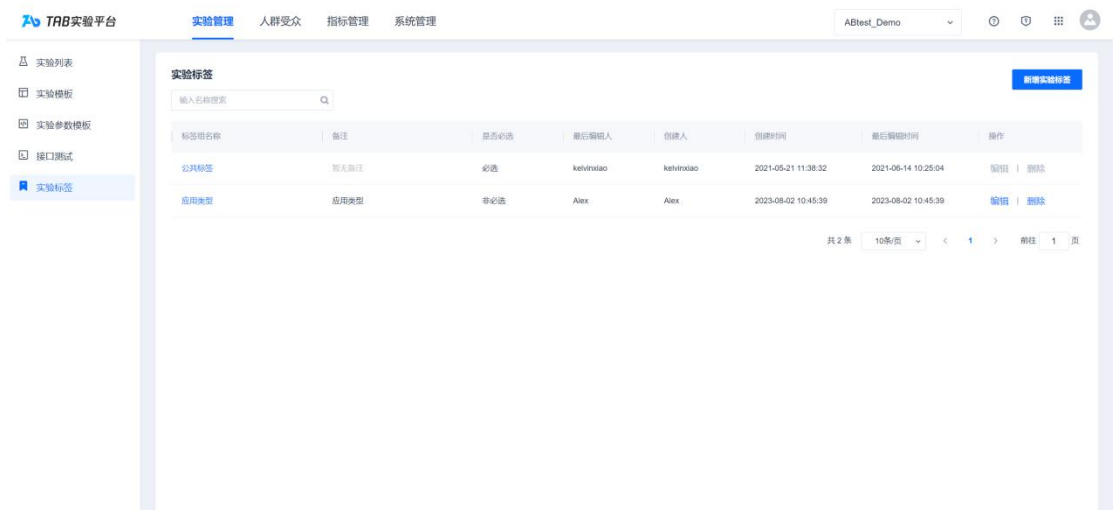 TAB实验平台 实验管理 人群受众 指标管理 系统管理 ABtest_Demo
实验列表
实验模板
实验参数模板
接口测试
实验标签
实验标签
新增实验标签
输入名称搜索
标签组名称 备注 是否必选 最后编辑人 创建人 创建时间 最后编辑时间 操作
公共标签 暂无备注 必选 kelvinxiao kelvinxiao 2021-05-21 11:38:32 2021-06-14 10:25:04 编辑 | 删除
应用类型 应用类型 非必选 Alex Alex 2023-08-02 10:45:39 2023-08-02 10:45:39 编辑 | 删除
共 2 条 10条/页 < 1 > 前往 1 页